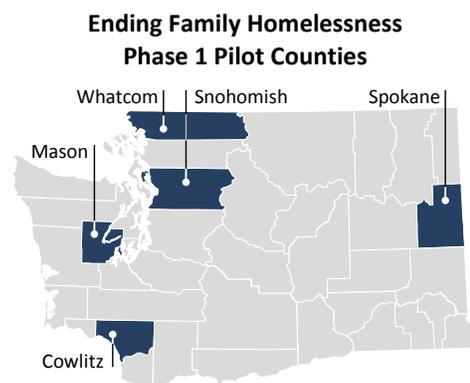 Ending Family Homelessness
Phase 1 Pilot Counties
Whatcom
Snohomish
Spokane
Mason
Cowlitz